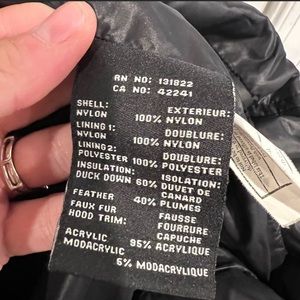 RN NO: 131822
CA NO: 42241
SHELL: EXTERIEUR:
NYLON 100% NYLON
LINING 1: DOUBLURE:
NYLON 100% NYLON
LINING 2: DOUBLURE:
POLYESTER 100% POLYESTER
INSULATION: ISOLATION:
DUCK DOWN 60% DUVET DE
CANARD
FEATHER 40% PLUMES
FAUX FUR FAUSSE
HOOD TRIM: FOURRURE
CAPUCHE
ACRYLIC 95% ACRYLIQUE
MODACRYLIC
5% MODACRYLIQUE